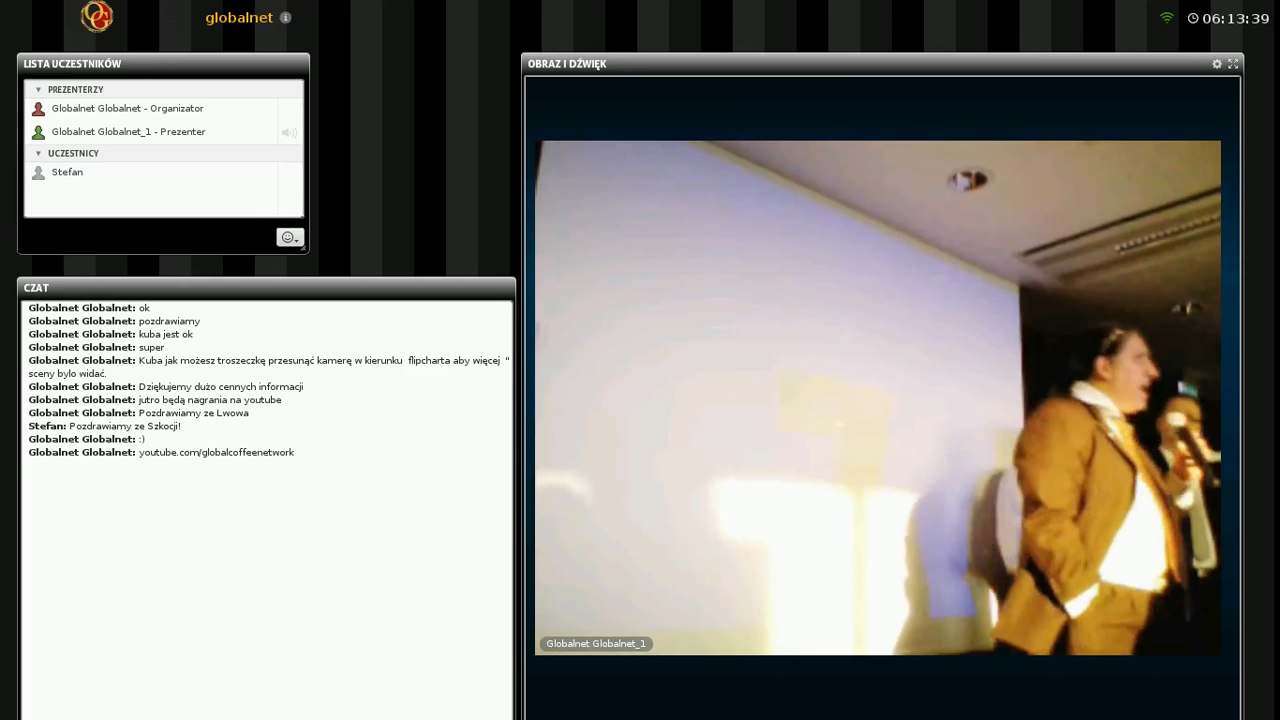 OG
globalnet
06:13:39
LISTA UCZESTNIKÓW
PREZENTERZY
Globalnet Globalnet - Organizator
Globalnet Globalnet_1 - Prezenter
UCZESTNICY
Stefan
CZAT
Globalnet Globalnet: ok
Globalnet Globalnet: pozdrawiamy
Globalnet Globalnet: kuba jest ok
Globalnet Globalnet: super
Globalnet Globalnet: Kuba jak możesz troszeczkę przesunąć kamerę w kierunku flipcharta aby więcej "
sceny bylo widać.
Globalnet Globalnet: Dziękujemy dużo cennych informacji
Globalnet Globalnet: jutro będą nagrania na youtube
Globalnet Globalnet: Pozdrawiamy ze Lwowa
Stefan: Pozdrawiamy ze Szkocji!
Globalnet Globalnet: :)
Globalnet Globalnet: youtube.com/globalcoffeenetwork
OBRAZ I DŹWIĘK
Globalnet Globalnet_1